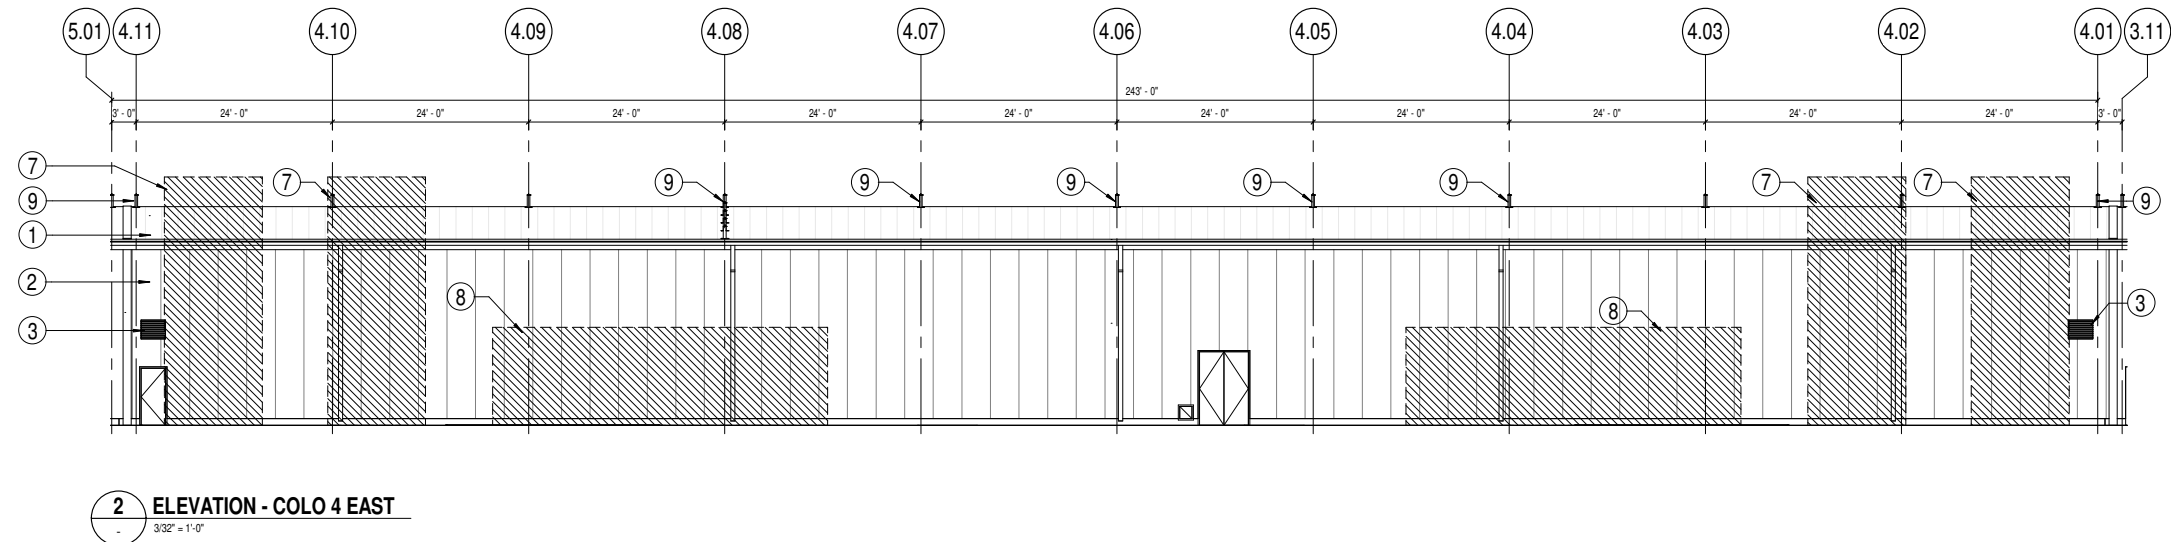 5.01 4.11 4.10 4.09 4.08 4.07 4.06 4.05 4.04 4.03 4.02 4.01 3.11
243' - 0"
3' - 0" 24' - 0" 24' - 0" 24' - 0" 24' - 0" 24' - 0" 24' - 0" 24' - 0" 24' - 0" 24' - 0" 24' - 0" 3' - 0"
7
7 9 9 9 9 9 7 7
9 9
1
2
8 8
3 3
2 ELEVATION - COLO 4 EAST
- 3/32" = 1'-0"